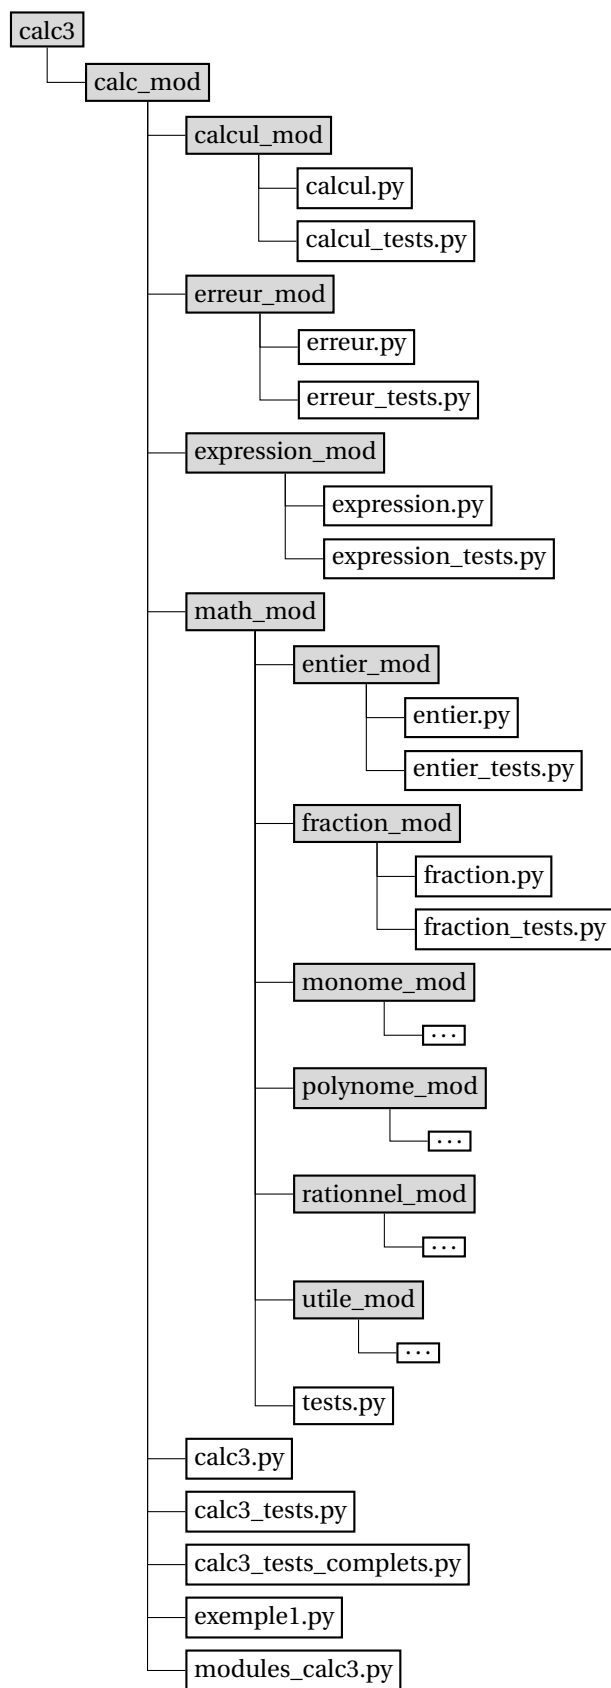 calc3
calc_mod
calcul_mod
calcul.py
calcul_tests.py
erreur_mod
erreur.py
erreur_tests.py
expression_mod
expression.py
expression_tests.py
math_mod
entier_mod
entier.py
entier_tests.py
fraction_mod
fraction.py
fraction_tests.py
monome_mod
...
polynome_mod
...
rationnel_mod
...
utile_mod
...
tests.py
calc3.py
calc3_tests.py
calc3_tests_complets.py
exemple1.py
modules_calc3.py